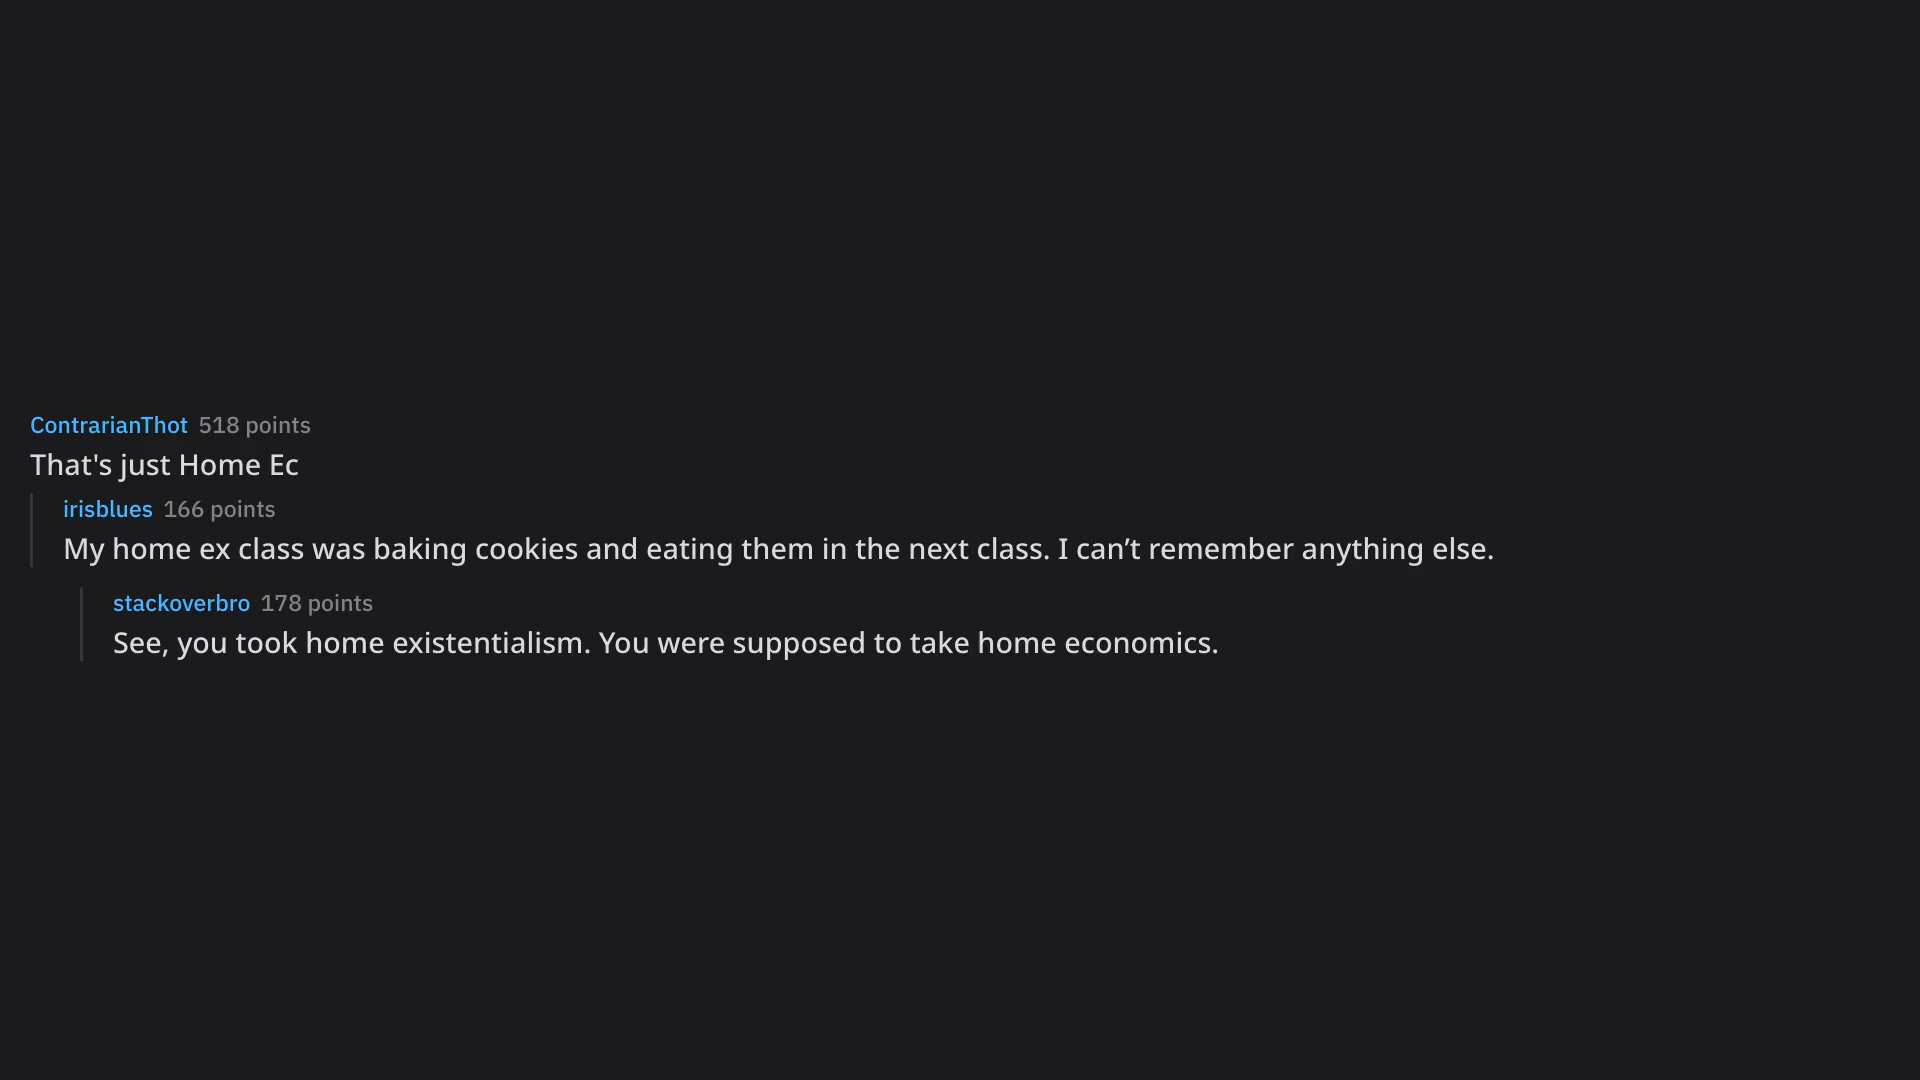 ContrarianThot 518 points
That's just Home Ec
irisblues 166 points
My home ex class was baking cookies and eating them in the next class. I can’t remember anything else.
stackoverbro 178 points
See, you took home existentialism. You were supposed to take home economics.